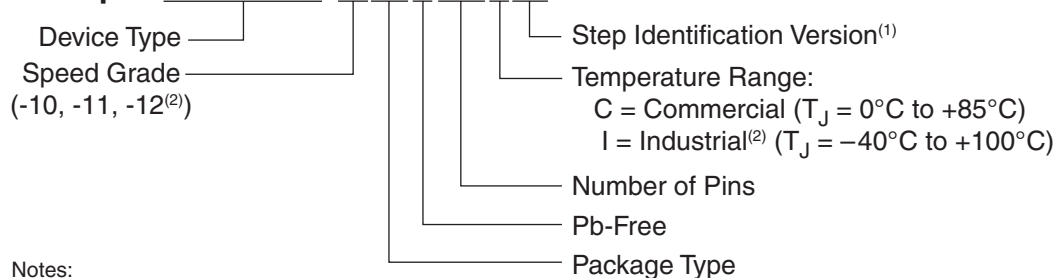 Device Type
Speed Grade
(-10, -11, -12(2))
Step Identification Version(1)
Temperature Range:
C = Commercial (TJ = 0°C to +85°C)
I = Industrial(2) (TJ = −40°C to +100°C)
Number of Pins
Pb-Free
Package Type
Notes: